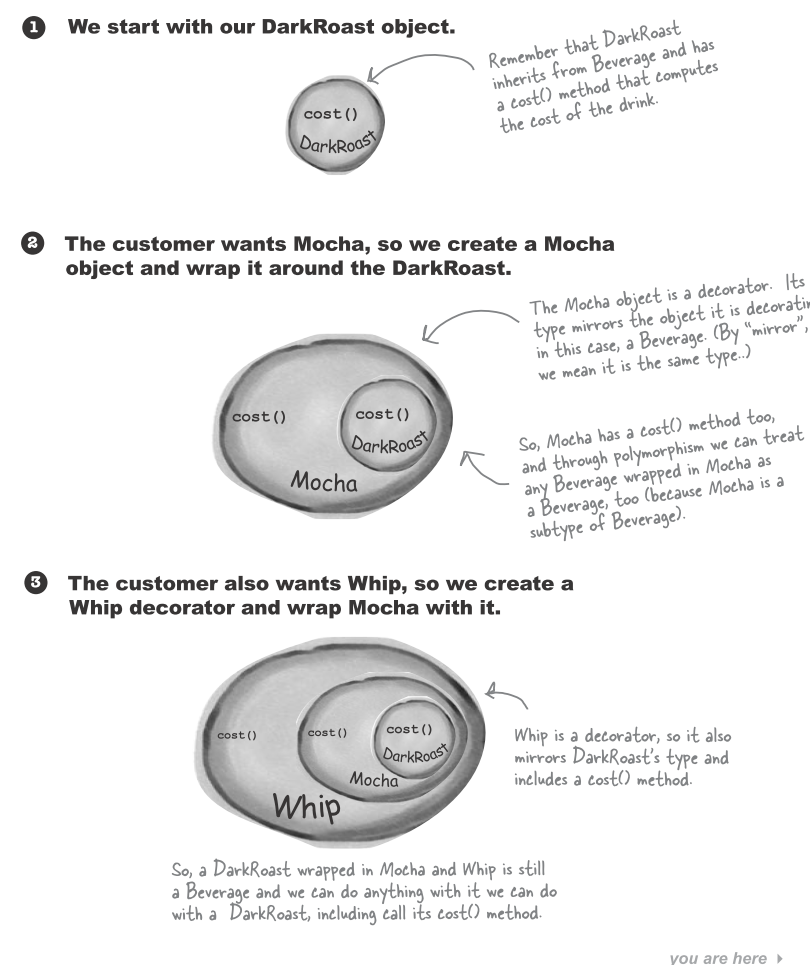 1 We start with our DarkRoast object.
Remember that DarkRoast
inherits from Beverage and has
a cost() method that computes
the cost of the drink.
cost()
DarkRoast
2 The customer wants Mocha, so we create a Mocha
object and wrap it around the DarkRoast.
The Mocha object is a decorator. Its
type mirrors the object it is decoratin
in this case, a Beverage. (By “mirror”,
we mean it is the same type..)
cost()
cost()
DarkRoast
Mocha
So, Mocha has a cost() method too,
and through polymorphism we can treat
any Beverage wrapped in Mocha as
a Beverage, too (because Mocha is a
subtype of Beverage).
3 The customer also wants Whip, so we create a
Whip decorator and wrap Mocha with it.
cost()
cost()
cost()
DarkRoast
Mocha
Whip
Whip is a decorator, so it also
mirrors DarkRoast's type and
includes a cost() method.
So, a DarkRoast wrapped in Mocha and Whip is still
a Beverage and we can do anything with it we can do
with a DarkRoast, including call its cost() method.
you are here